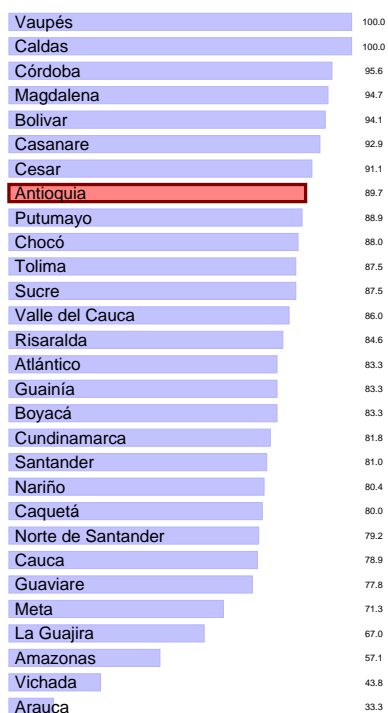 Vaupés 100.0
Caldas 100.0
Córdoba 95.6
Magdalena 94.7
Bolivar 94.1
Casanare 92.9
Cesar 91.1
Antioquia 89.7
Putumayo 88.9
Chocó 88.0
Tolima 87.5
Sucre 87.5
Valle del Cauca 86.0
Risaralda 84.6
Atlántico 83.3
Guainía 83.3
Boyacá 83.3
Cundinamarca 81.8
Santander 81.0
Nariño 80.4
Caquetá 80.0
Norte de Santander 79.2
Cauca 78.9
Guaviare 77.8
Meta 71.3
La Guajira 67.0
Amazonas 57.1
Vichada 43.8
Arauca 33.3